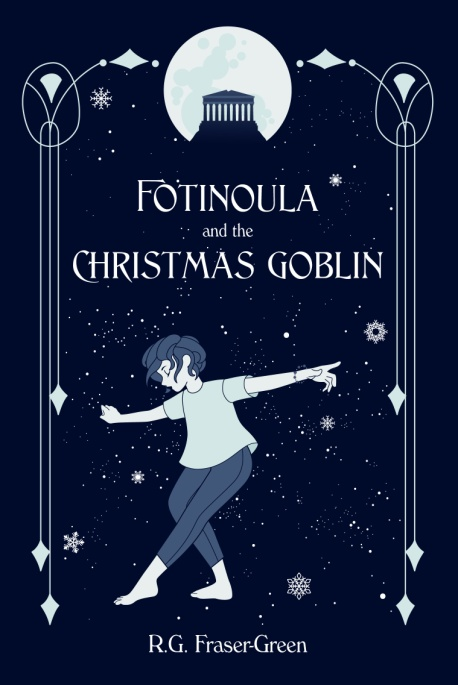 FOTINOULA
and the
CHRISTMAS GOBLIN
R.G. Fraser-Green